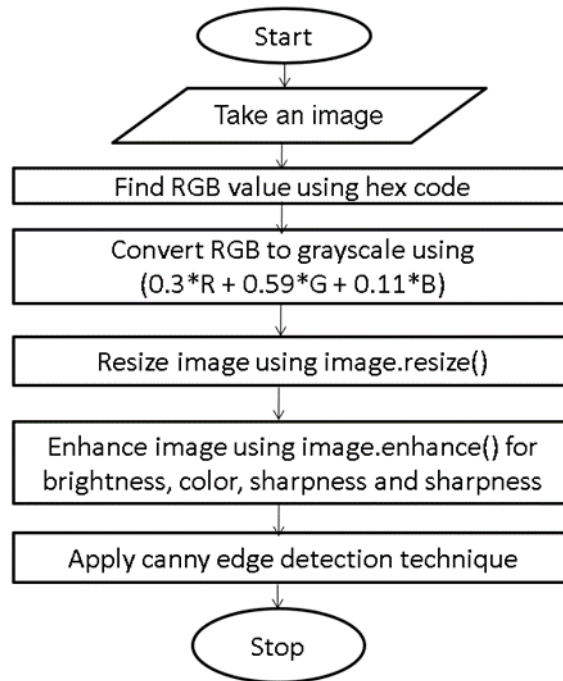 Start
Take an image
Find RGB value using hex code
Convert RGB to grayscale using
(0.3*R + 0.59*G + 0.11*B)
Resize image using image.resize()
Enhance image using image.enhance() for
brightness, color, sharpness and sharpness
Apply canny edge detection technique
Stop